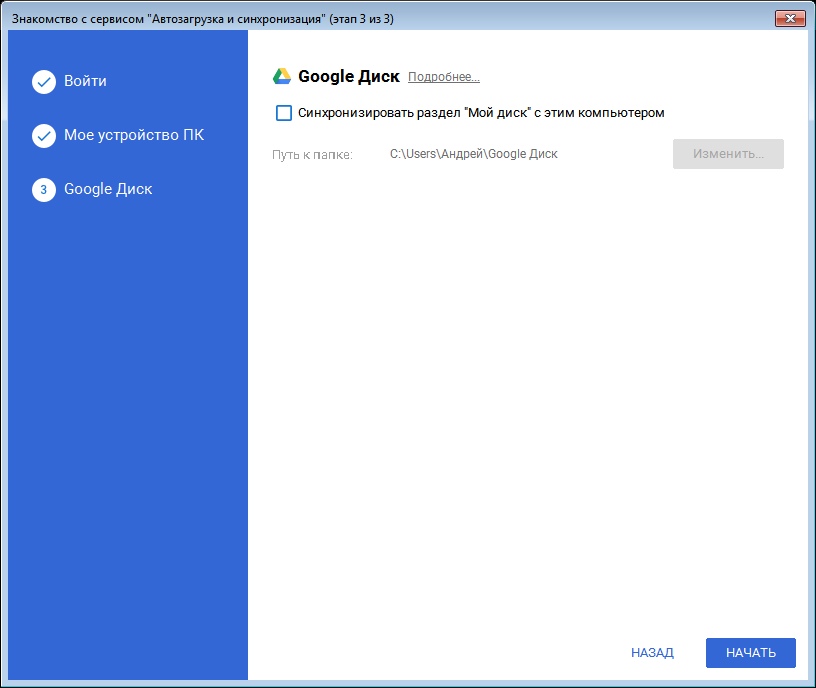 Знакомство с сервисом "Автозагрузка и синхронизация" (этап 3 из 3)
Войти
Мое устройство ПК
3 Google Диск
Google Диск Подробнее...
Синхронизировать раздел "Мой диск" с этим компьютером
Путь к папке: C:\Users\Андрей\Google Диск Изменить...
НАЗАД НАЧАТЬ